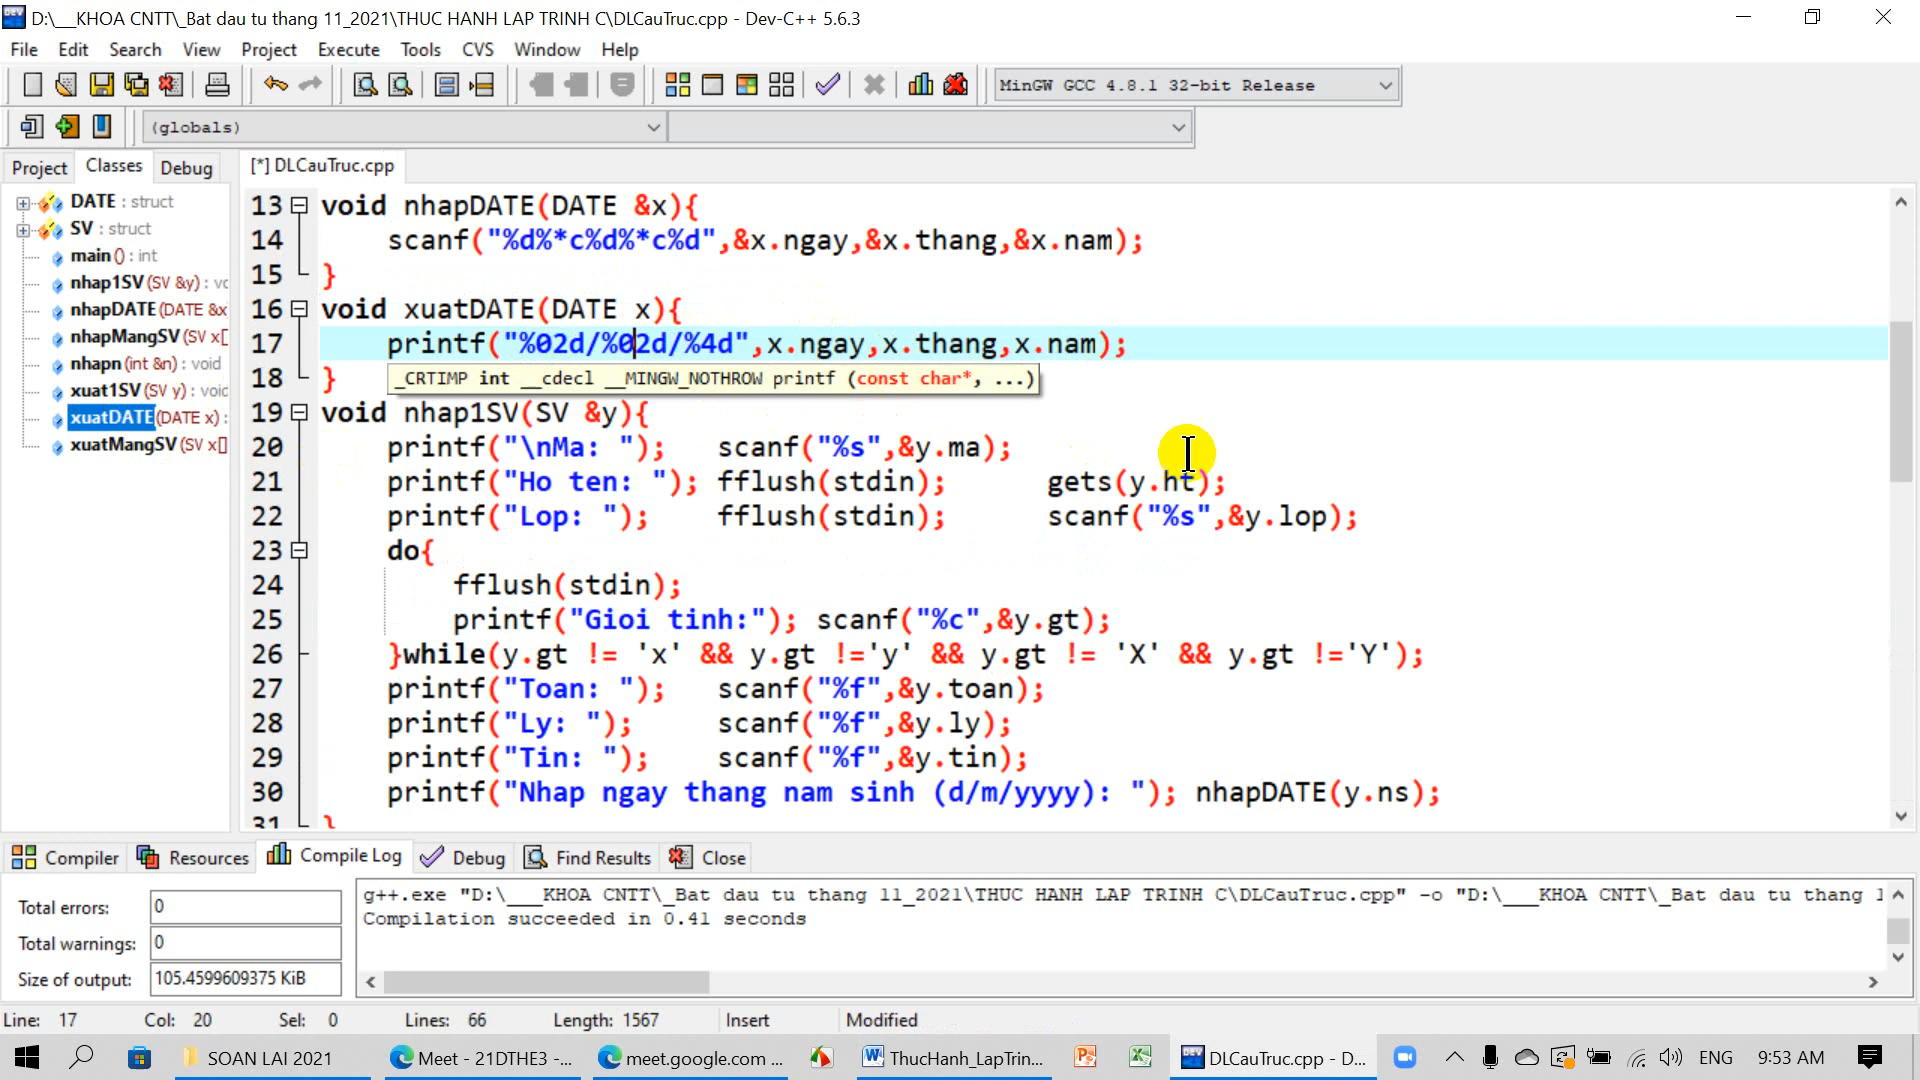 D:\___KHOA CNTT\_Bat dau tu thang 11_2021\THUC HANH LAP TRINH C\DLCauTruc.cpp - Dev-C++ 5.6.3
File Edit Search View Project Execute Tools CVS Window Help
MinGW GCC 4.8.1 32-bit Release
(globals)
Project Classes Debug [*] DLCauTruc.cpp
DATE : struct
SV : struct
main () : int
nhap1SV (SV &y) : vc
nhapDATE (DATE &x
nhapMangSV (SV x[
nhapn (int &n) : void
xuat1SV (SV y) : voic
xuatDATE (DATE x) :
xuatMangSV (SV x[]
13 void nhapDATE(DATE &x){
14 scanf("%d%*c%d%*c%d",&x.ngay,&x.thang,&x.nam);
15 }
16 void xuatDATE(DATE x){
17 printf("%02d/%02d/%4d",x.ngay,x.thang,x.nam);
18 } _CRTIMP int __cdecl __MINGW_NOTHROW printf (const char*, ...)
19 void nhap1SV(SV &y){
20 printf("\nMa: "); scanf("%s",&y.ma);
21 printf("Ho ten: "); fflush(stdin); gets(y.ht);
22 printf("Lop: "); fflush(stdin); scanf("%s",&y.lop);
23 do{
24 fflush(stdin);
25 printf("Gioi tinh:"); scanf("%c",&y.gt);
26 }while(y.gt != 'x' && y.gt !='y' && y.gt != 'X' && y.gt !='Y');
27 printf("Toan: "); scanf("%f",&y.toan);
28 printf("Ly: "); scanf("%f",&y.ly);
29 printf("Tin: "); scanf("%f",&y.tin);
30 printf("Nhap ngay thang nam sinh (d/m/yyyy): "); nhapDATE(y.ns);
31 }
Compiler Resources Compile Log Debug Find Results Close
Total errors: 0
Total warnings: 0
Size of output: 105.4599609375 KiB
g++.exe "D:\___KHOA CNTT\_Bat dau tu thang 11_2021\THUC HANH LAP TRINH C\DLCauTruc.cpp" -o "D:\___KHOA CNTT\_Bat dau tu thang 1
Compilation succeeded in 0.41 seconds
Line: 17 Col: 20 Sel: 0 Lines: 66 Length: 1567 Insert Modified
SOAN LAI 2021 Meet - 21DTHE3 -... meet.google.com ... ThucHanh_LapTrin... DLCauTruc.cpp - D... ENG 9:53 AM